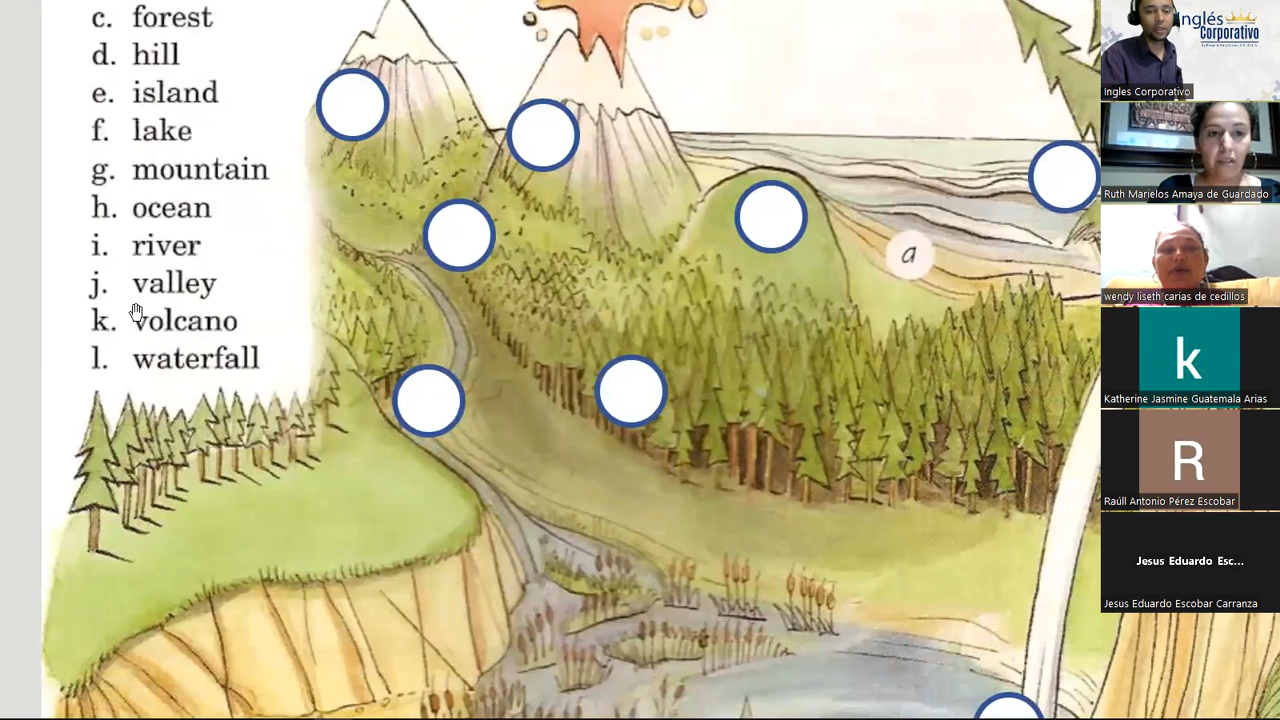 c. forest
d. hill
e. island
f. lake
g. mountain
h. ocean
i. river
j. valley
k. volcano
l. waterfall
a
Inglés
Corporativo
Ingles Corporativo
Ruth Marielos Amaya de Guardado
wendy liseth carias de cedillos
k
Katherine Jasmine Guatemala Arias
R
Raúll Antonio Pérez Escobar
Jesus Eduardo Esc...
Jesus Eduardo Escobar Carranza